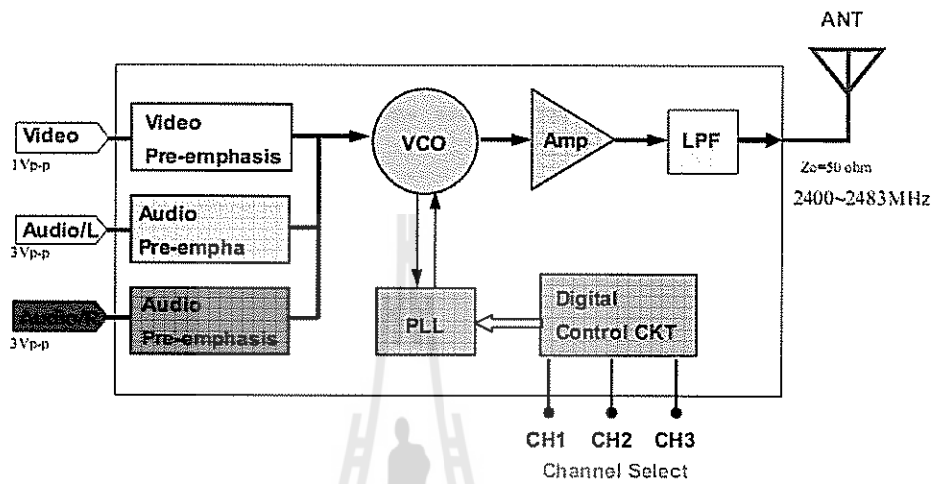 ANT
Video
1Vp-p
Video
Pre-emphasis
VCO
Amp
LPF
Zo=50 ohm
2400~2483MHz
Audio/L
3Vp-p
Audio
Pre-empha
Audio/R
3Vp-p
Audio
Pre-emphasis
PLL
Digital
Control CKT
CH1
CH2
CH3
Channel Select